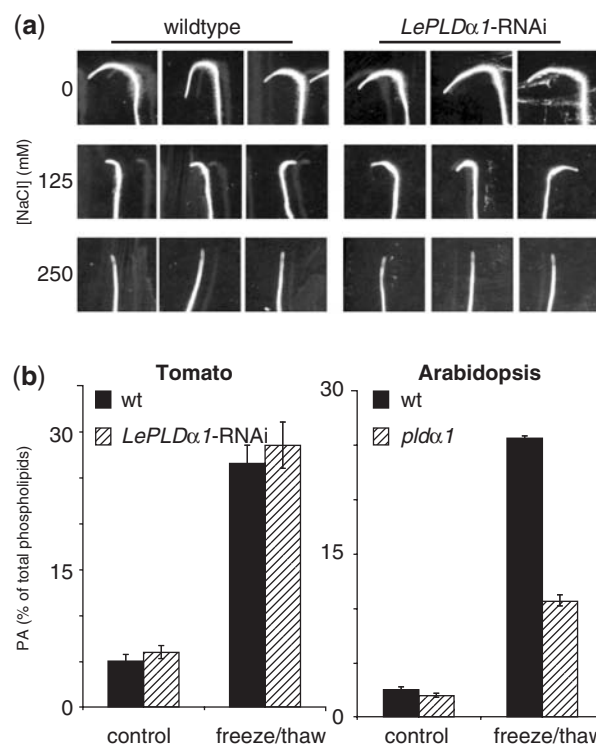 (a)
wildtype
LePLDα1-RNAi
[NaCl] (mM)
0
125
250
(b)
Tomato
wt
LePLDα1-RNAi
PA (% of total phospholipids)
30
15
0
control
freeze/thaw
Arabidopsis
wt
pldα1
30
15
0
control
freeze/thaw